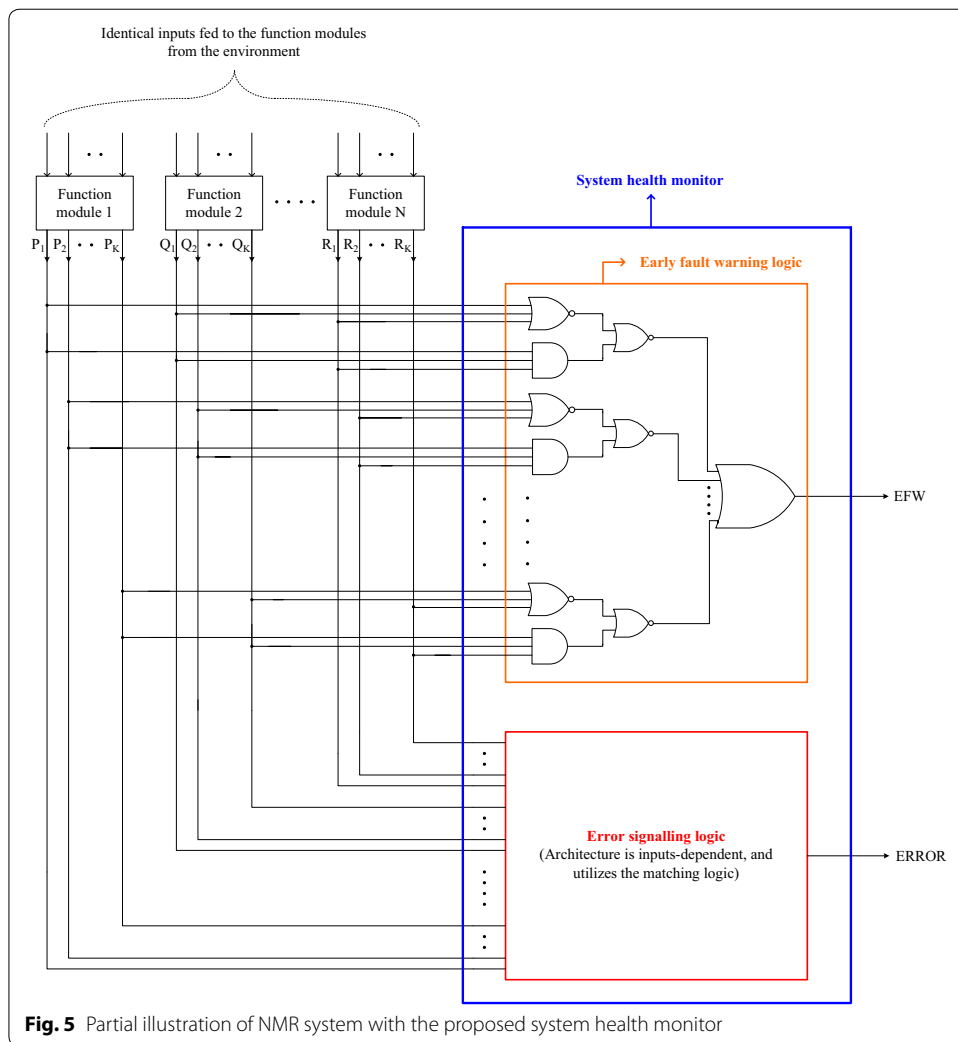 Identical inputs fed to the function modules
from the environment
Function
module 1
Function
module 2
Function
module N
P1 P2 PK
Q1 Q2 QK
R1 R2 RK
System health monitor
Early fault warning logic
EFW
Error signalling logic
(Architecture is inputs-dependent, and
utilizes the matching logic)
ERROR
Fig. 5 Partial illustration of NMR system with the proposed system health monitor